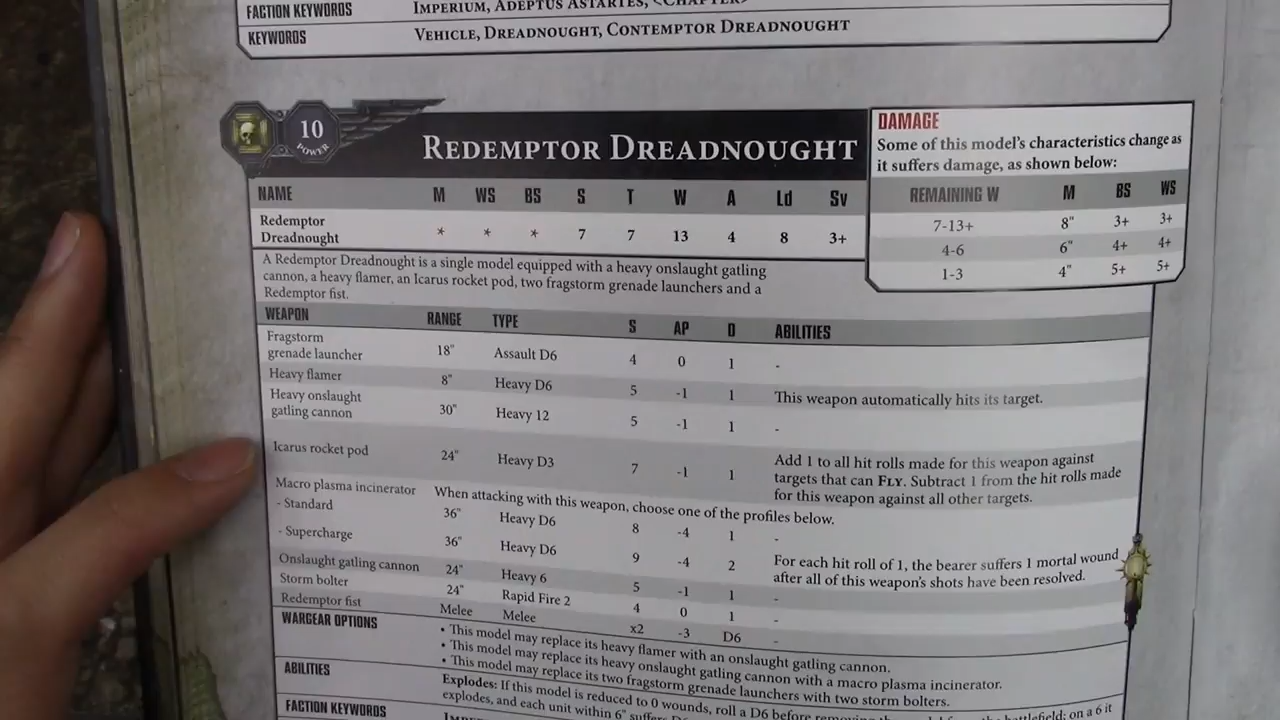 FACTION KEYWORDS IMPERIUM, ADEPTUS ASTARTES, <CHAPTER>
KEYWORDS VEHICLE, DREADNOUGHT, CONTEMPTOR DREADNOUGHT
10
POWER
REDEMPTOR DREADNOUGHT
DAMAGE
Some of this model's characteristics change as
it suffers damage, as shown below:
REMAINING W M BS WS
7-13+ 8" 3+ 3+
4-6 6" 4+ 4+
1-3 4" 5+ 5+
NAME M WS BS S T W A Ld Sv
Redemptor
Dreadnought * * * 7 7 13 4 8 3+
A Redemptor Dreadnought is a single model equipped with a heavy onslaught gatling
cannon, a heavy flamer, an Icarus rocket pod, two fragstorm grenade launchers and a
Redemptor fist.
WEAPON RANGE TYPE S AP D ABILITIES
Fragstorm
grenade launcher 18" Assault D6 4 0 1 -
Heavy flamer 8" Heavy D6 5 -1 1 This weapon automatically hits its target.
Heavy onslaught
gatling cannon 30" Heavy 12 5 -1 1 -
Icarus rocket pod 24" Heavy D3 7 -1 1 Add 1 to all hit rolls made for this weapon against
targets that can FLY. Subtract 1 from the hit rolls made
for this weapon against all other targets.
Macro plasma incinerator When attacking with this weapon, choose one of the profiles below.
- Standard 36" Heavy D6 8 -4 1 -
- Supercharge 36" Heavy D6 9 -4 2 For each hit roll of 1, the bearer suffers 1 mortal wound
after all of this weapon's shots have been resolved.
Onslaught gatling cannon 24" Heavy 6 5 -1 1 -
Storm bolter 24" Rapid Fire 2 4 0 1 -
Redemptor fist Melee Melee x2 -3 D6 -
WARGEAR OPTIONS • This model may replace its heavy flamer with an onslaught gatling cannon.
• This model may replace its heavy onslaught gatling cannon with a macro plasma incinerator.
• This model may replace its two fragstorm grenade launchers with two storm bolters.
ABILITIES Explodes: If this model is reduced to 0 wounds, roll a D6 before battlefield; on a 6 it
explodes, and each unit within 6"
FACTION KEYWORDS